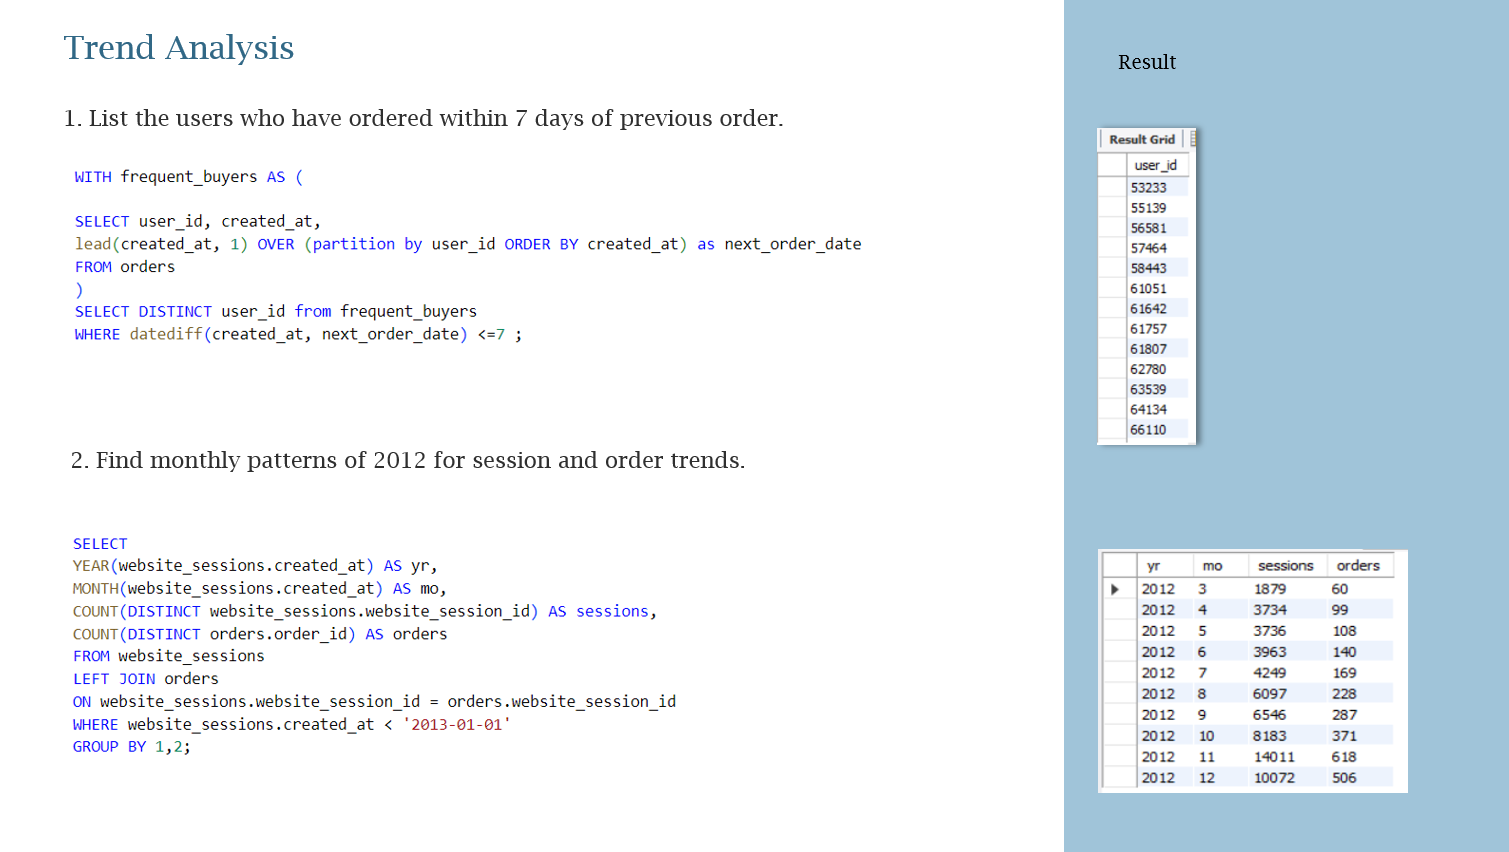 Trend Analysis
1. List the users who have ordered within 7 days of previous order.
WITH frequent_buyers AS (
SELECT user_id, created_at,
lead(created_at, 1) OVER (partition by user_id ORDER BY created_at) as next_order_date
FROM orders
)
SELECT DISTINCT user_id from frequent_buyers
WHERE datediff(created_at, next_order_date) <=7 ;
2. Find monthly patterns of 2012 for session and order trends.
SELECT
YEAR(website_sessions.created_at) AS yr,
MONTH(website_sessions.created_at) AS mo,
COUNT(DISTINCT website_sessions.website_session_id) AS sessions,
COUNT(DISTINCT orders.order_id) AS orders
FROM website_sessions
LEFT JOIN orders
ON website_sessions.website_session_id = orders.website_session_id
WHERE website_sessions.created_at < '2013-01-01'
GROUP BY 1,2;
Result
Result Grid
user_id
53233
55139
56581
57464
58443
61051
61642
61757
61807
62780
63539
64134
66110
yr mo sessions orders
2012 3 1879 60
2012 4 3734 99
2012 5 3736 108
2012 6 3963 140
2012 7 4249 169
2012 8 6097 228
2012 9 6546 287
2012 10 8183 371
2012 11 14011 618
2012 12 10072 506